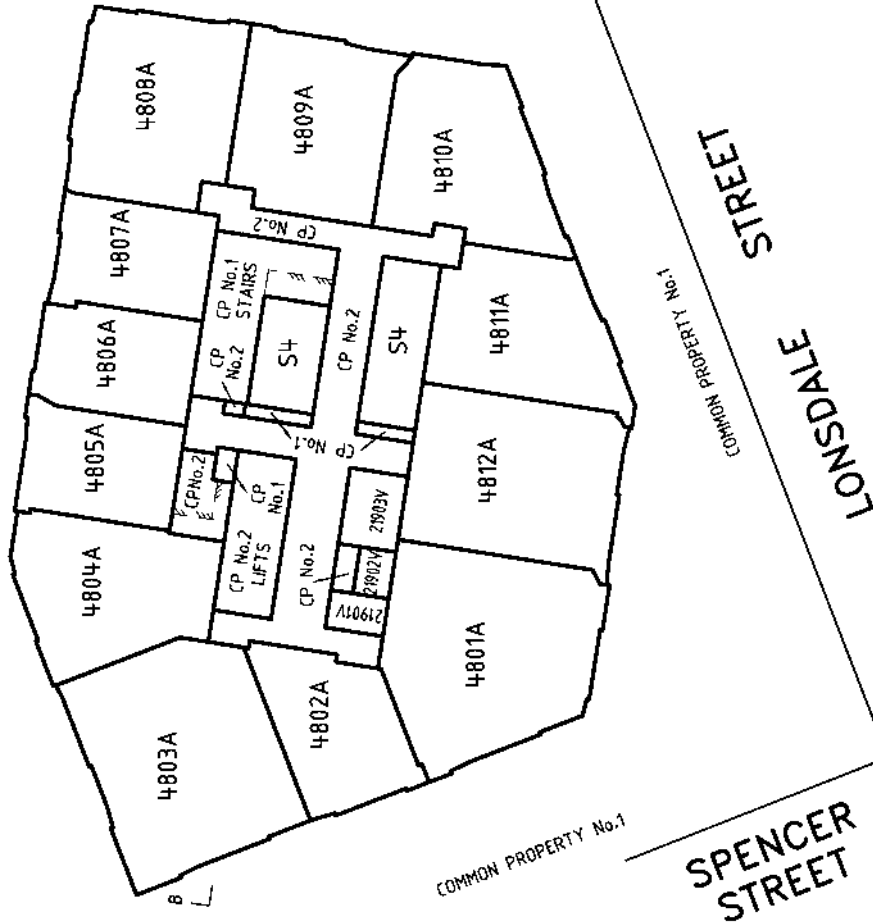 4808A
4809A
4810A
4807A
CP No.2
CP No.1
STAIRS
4806A
CP
No.2
S4
CP No.2
S4
4811A
4805A
CP No.2
CP
No.1
CP No.1
4812A
4804A
CP No.2
LIFTS
CP No.2
21903V
21902V
21901V
4803A
4802A
4801A
COMMON PROPERTY No.1
LONSDALE STREET
COMMON PROPERTY No.1
SPENCER
STREET
B